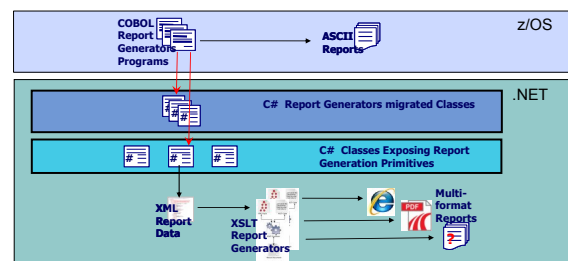 z/OS
COBOL
Report
Generators
Programs
ASCII
Reports
.NET
C# Report Generators migrated Classes
#
#
#
C# Classes Exposing Report
Generation Primitives
#
#
#
XML
Report
Data
XSLT
Report
Generators
PDF
Multi-
format
Reports
?